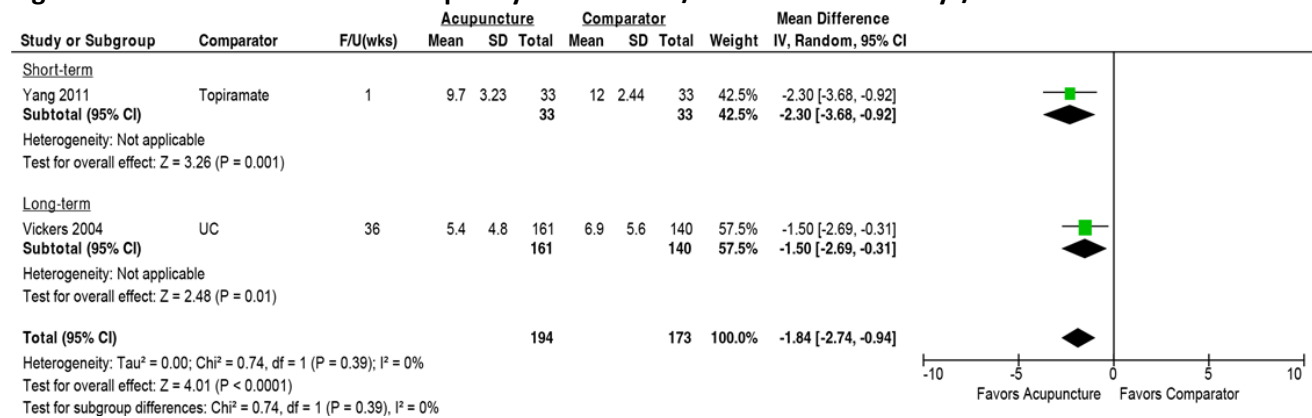 Acupuncture Comparator Mean Difference
Study or Subgroup Comparator F/U(wks) Mean SD Total Mean SD Total Weight IV, Random, 95% CI
Short-term
Yang 2011 Topiramate 1 9.7 3.23 33 12 2.44 33 42.5% -2.30 [-3.68, -0.92]
Subtotal (95% CI) 33 33 42.5% -2.30 [-3.68, -0.92]
Heterogeneity: Not applicable
Test for overall effect: Z = 3.26 (P = 0.001)
Long-term
Vickers 2004 UC 36 5.4 4.8 161 6.9 5.6 140 57.5% -1.50 [-2.69, -0.31]
Subtotal (95% CI) 161 140 57.5% -1.50 [-2.69, -0.31]
Heterogeneity: Not applicable
Test for overall effect: Z = 2.48 (P = 0.01)
Total (95% CI) 194 173 100.0% -1.84 [-2.74, -0.94]
Heterogeneity: Tau² = 0.00; Chi² = 0.74, df = 1 (P = 0.39); I² = 0%
Test for overall effect: Z = 4.01 (P < 0.0001)
Test for subgroup differences: Chi² = 0.74, df = 1 (P = 0.39), I² = 0%
-10 -5 0 5 10
Favors Acupuncture Favors Comparator